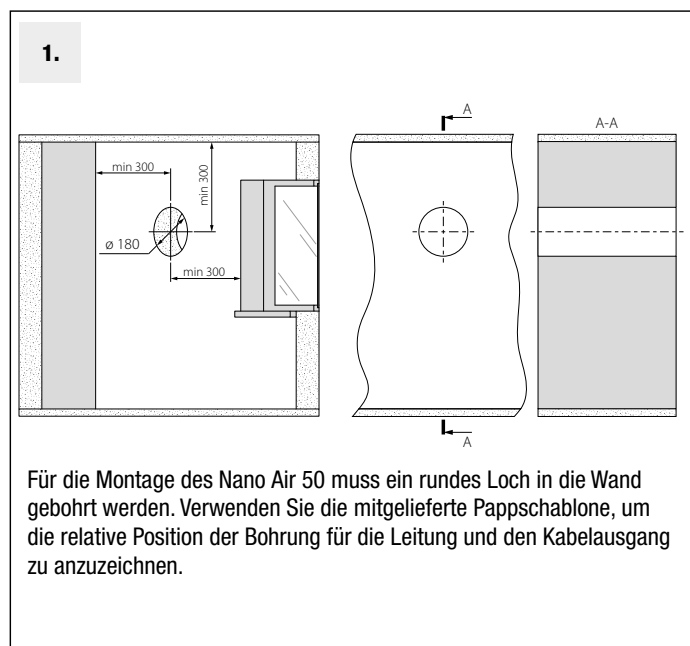 1.
A
A-A
min 300
min 300
ø 180
min 300
A
Für die Montage des Nano Air 50 muss ein rundes Loch in die Wand
gebohrt werden. Verwenden Sie die mitgelieferte Pappschablone, um
die relative Position der Bohrung für die Leitung und den Kabelausgang
zu anzuzeichnen.